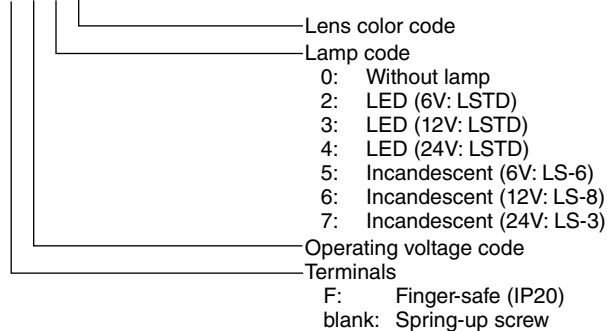 Lens color code
Lamp code
0: Without lamp
2: LED (6V: LSTD)
3: LED (12V: LSTD)
4: LED (24V: LSTD)
5: Incandescent (6V: LS-6)
6: Incandescent (12V: LS-8)
7: Incandescent (24V: LS-3)
Operating voltage code
Terminals
F: Finger-safe (IP20)
blank: Spring-up screw